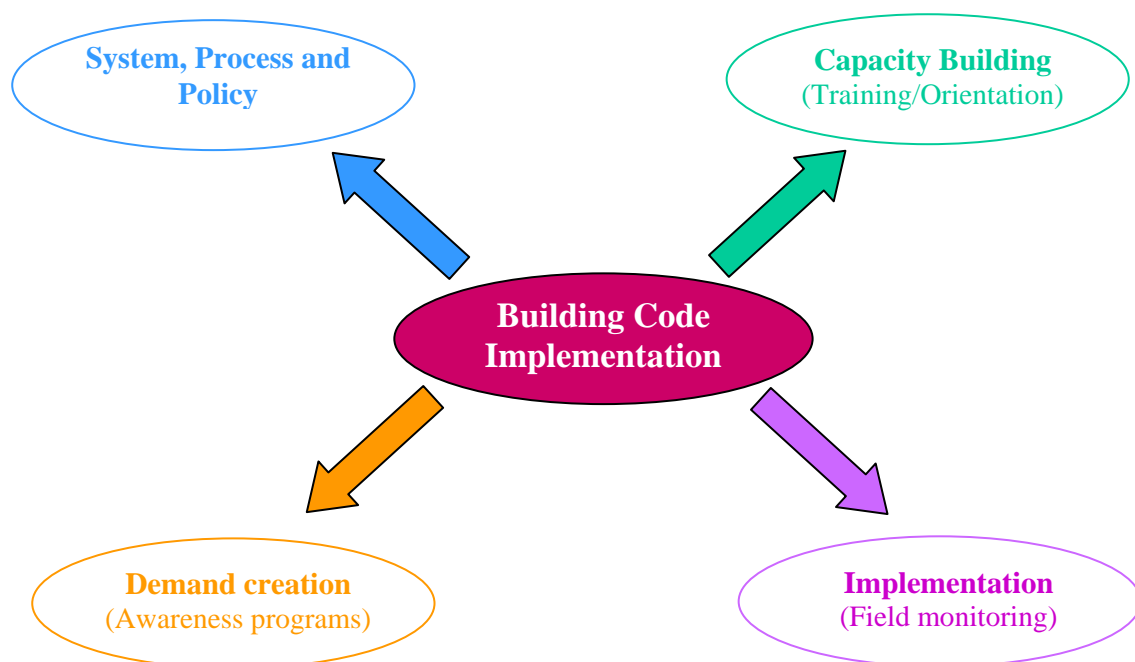 System, Process and
Policy
Capacity Building
(Training/Orientation)
Building Code
Implementation
Demand creation
(Awareness programs)
Implementation
(Field monitoring)